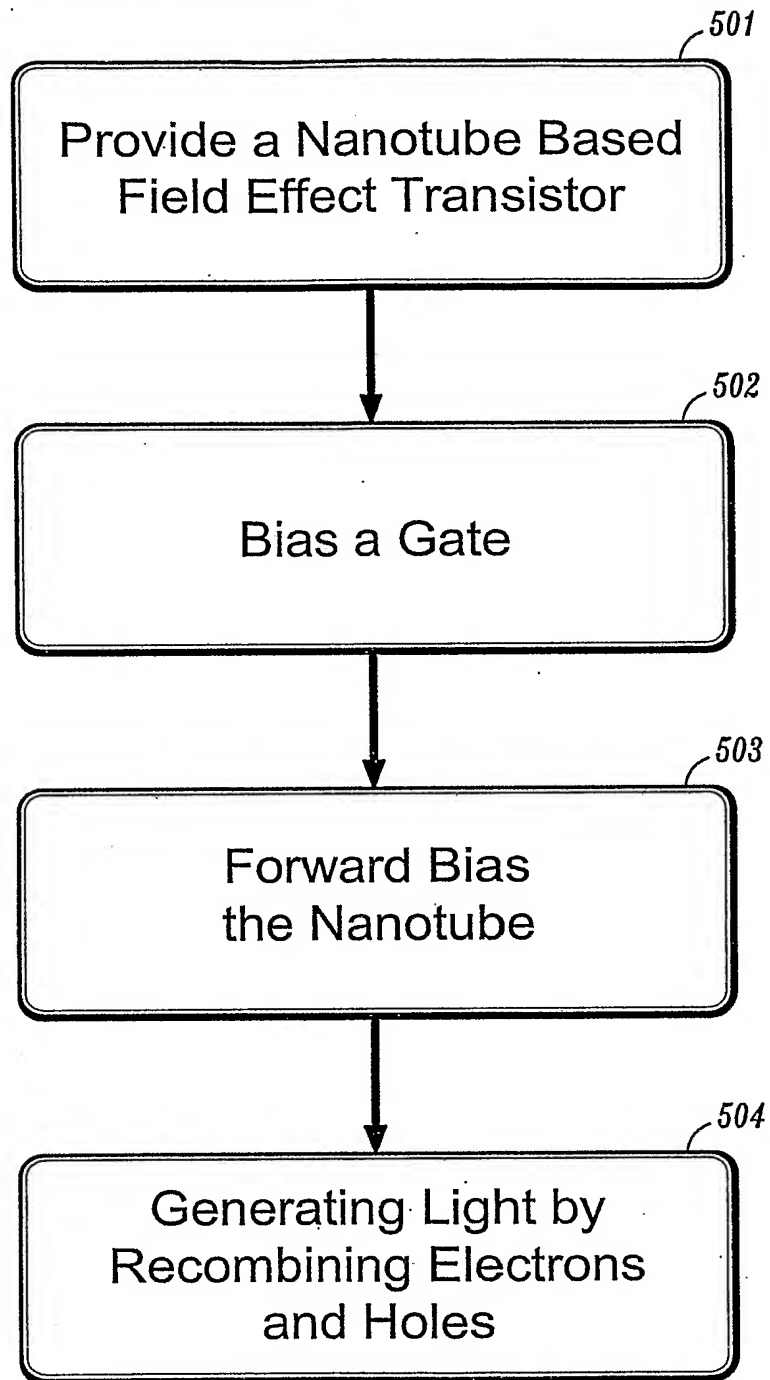 501
Provide a Nanotube Based
Field Effect Transistor
502
Bias a Gate
503
Forward Bias
the Nanotube
504
Generating Light by
Recombining Electrons
and Holes